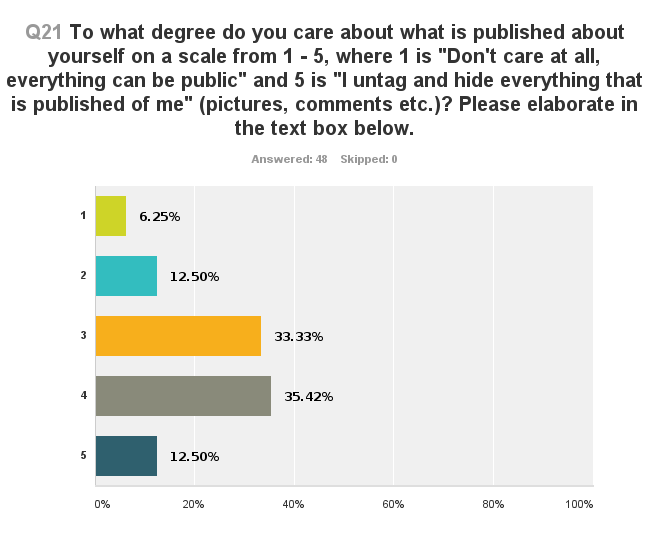 Q21 To what degree do you care about what is published about
yourself on a scale from 1 - 5, where 1 is "Don't care at all,
everything can be public" and 5 is "I untag and hide everything that
is published of me" (pictures, comments etc.)? Please elaborate in
the text box below.
Answered: 48 Skipped: 0
1 6.25%
2 12.50%
3 33.33%
4 35.42%
5 12.50%
0% 20% 40% 60% 80% 100%